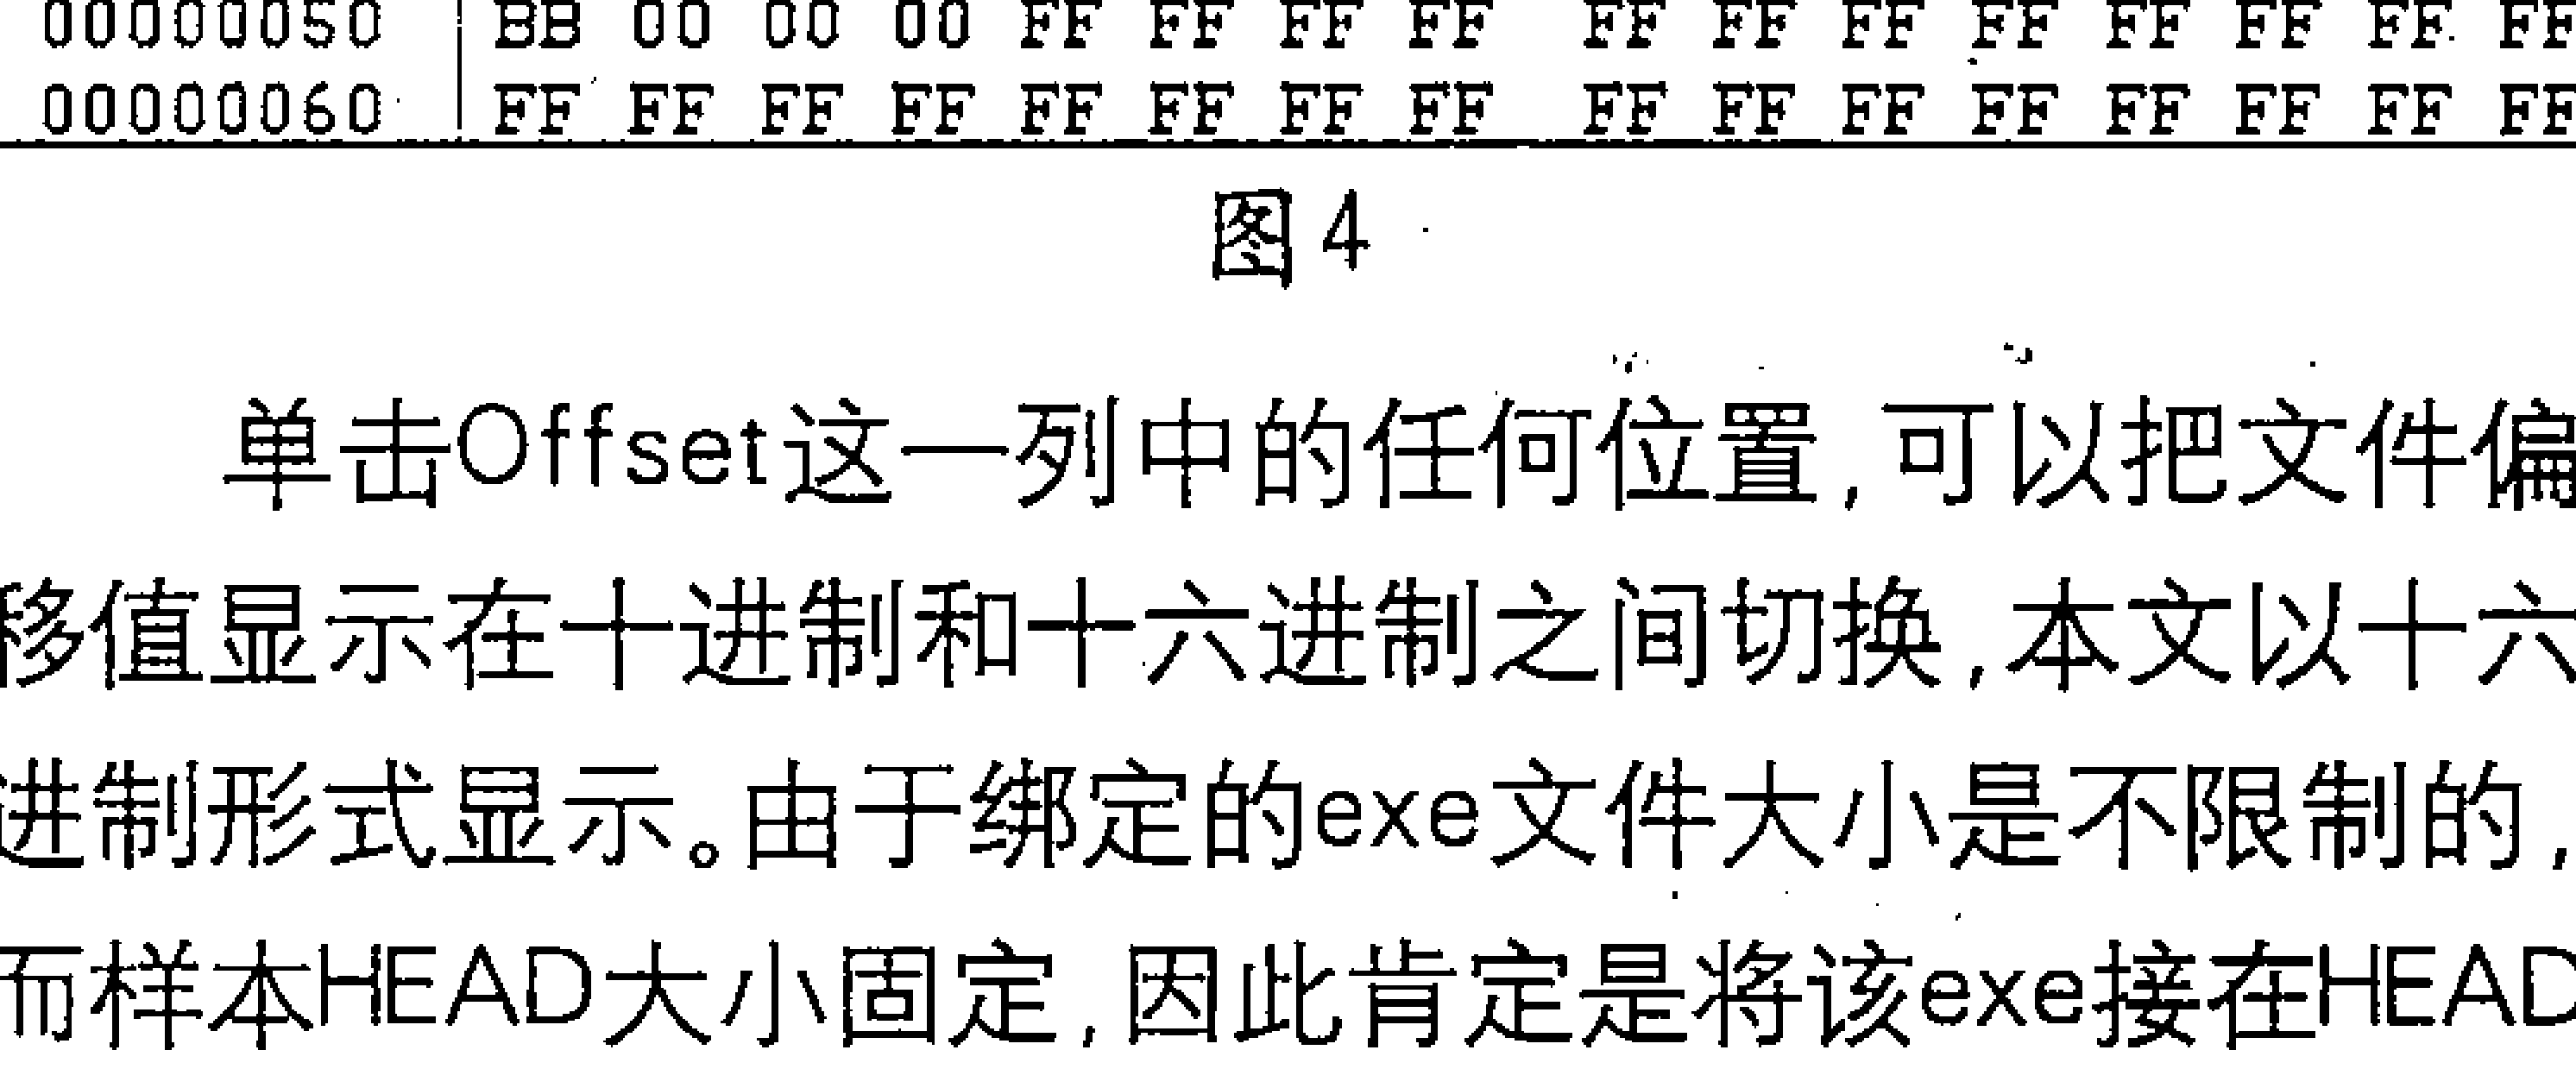 00000050 BB 00 00 00 FF FF FF FF FF FF FF FF FF FF FF FF
00000060 FF FF FF FF FF FF FF FF FF FF FF FF FF FF FF FF
图4
单击Offset这一列中的任何位置,可以把文件偏
移值显示在十进制和十六进制之间切换,本文以十六
进制形式显示。由于绑定的exe文件大小是不限制的,
而样本HEAD大小固定,因此肯定是将该exe接在HEAD